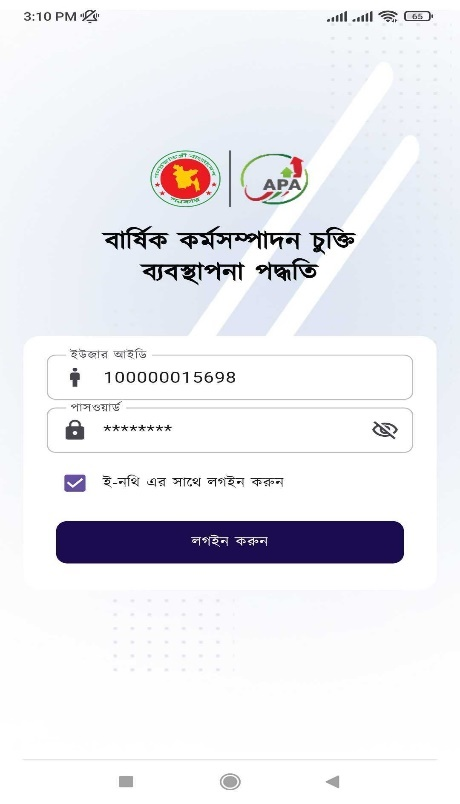 3:10 PM
65
APA
বার্ষিক কর্মসম্পাদন চুক্তি
ব্যবস্থাপনা পদ্ধতি
ইউজার আইডি
100000015698
পাসওয়ার্ড
********
ই-নথি এর সাথে লগইন করুন
লগইন করুন